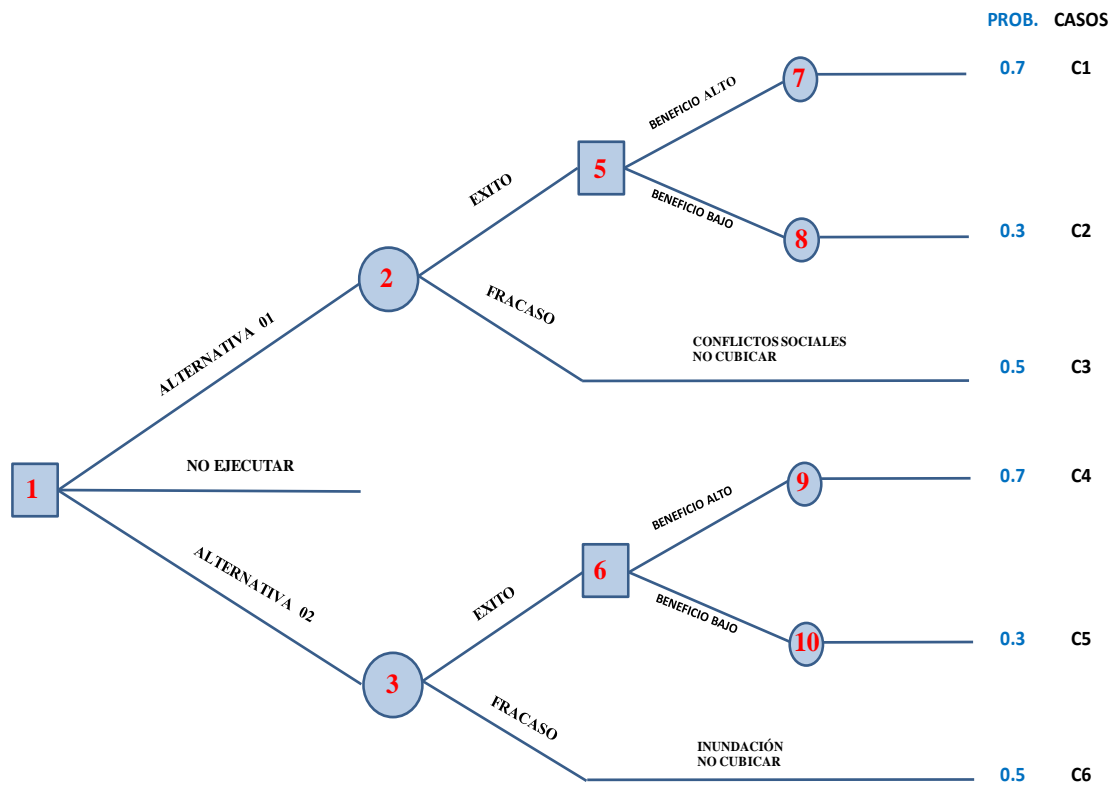 PROB. CASOS
7
0.7 C1
BENEFICIO ALTO
5
EXITO
BENEFICIO BAJO
8
0.3 C2
2
FRACASO
CONFLICTOS SOCIALES
NO CUBICAR
0.5 C3
ALTERNATIVA 01
1
NO EJECUTAR
ALTERNATIVA 02
9
0.7 C4
BENEFICIO ALTO
6
EXITO
BENEFICIO BAJO
10
0.3 C5
3
FRACASO
INUNDACIÓN
NO CUBICAR
0.5 C6